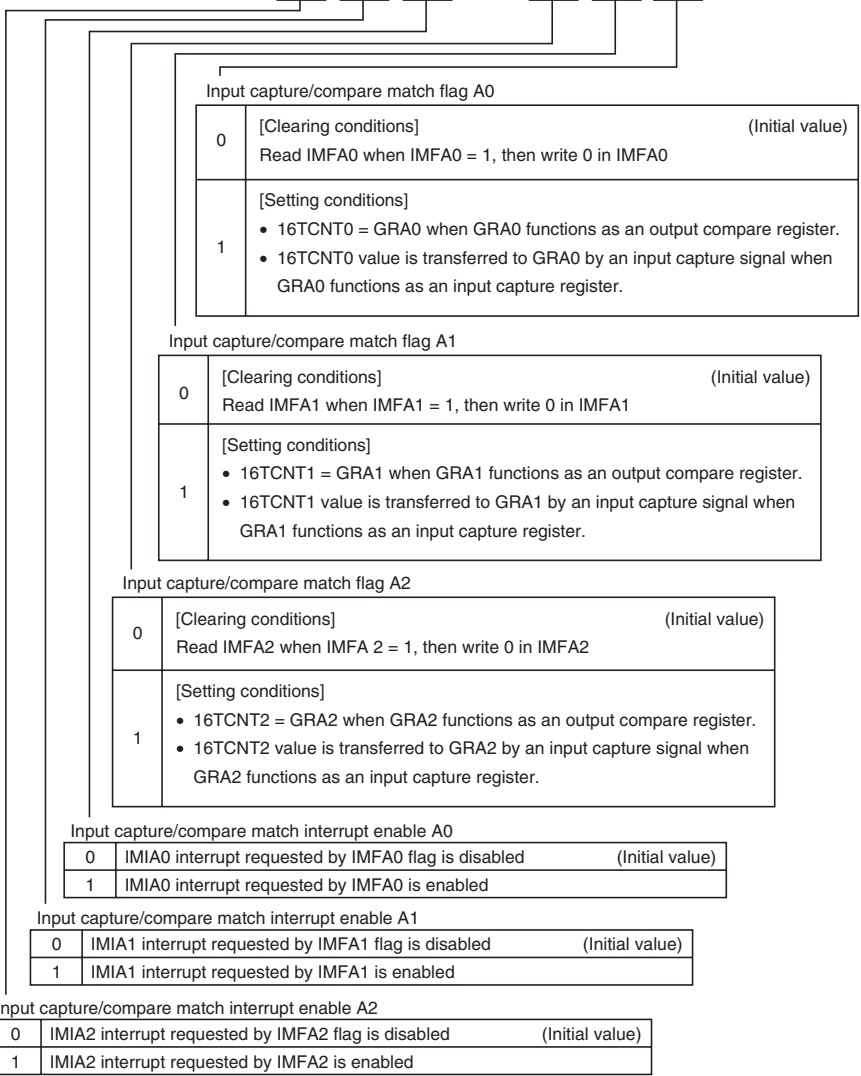 Input capture/compare match flag A0
0
[Clearing conditions] (Initial value)
Read IMFA0 when IMFA0 = 1, then write 0 in IMFA0
1
[Setting conditions]
• 16TCNT0 = GRA0 when GRA0 functions as an output compare register.
• 16TCNT0 value is transferred to GRA0 by an input capture signal when
GRA0 functions as an input capture register.
Input capture/compare match flag A1
0
[Clearing conditions] (Initial value)
Read IMFA1 when IMFA1 = 1, then write 0 in IMFA1
1
[Setting conditions]
• 16TCNT1 = GRA1 when GRA1 functions as an output compare register.
• 16TCNT1 value is transferred to GRA1 by an input capture signal when
GRA1 functions as an input capture register.
Input capture/compare match flag A2
0
[Clearing conditions] (Initial value)
Read IMFA2 when IMFA 2 = 1, then write 0 in IMFA2
1
[Setting conditions]
• 16TCNT2 = GRA2 when GRA2 functions as an output compare register.
• 16TCNT2 value is transferred to GRA2 by an input capture signal when
GRA2 functions as an input capture register.
Input capture/compare match interrupt enable A0
0 IMIA0 interrupt requested by IMFA0 flag is disabled (Initial value)
1 IMIA0 interrupt requested by IMFA0 is enabled
Input capture/compare match interrupt enable A1
0 IMIA1 interrupt requested by IMFA1 flag is disabled (Initial value)
1 IMIA1 interrupt requested by IMFA1 is enabled
nput capture/compare match interrupt enable A2
0 IMIA2 interrupt requested by IMFA2 flag is disabled (Initial value)
1 IMIA2 interrupt requested by IMFA2 is enabled